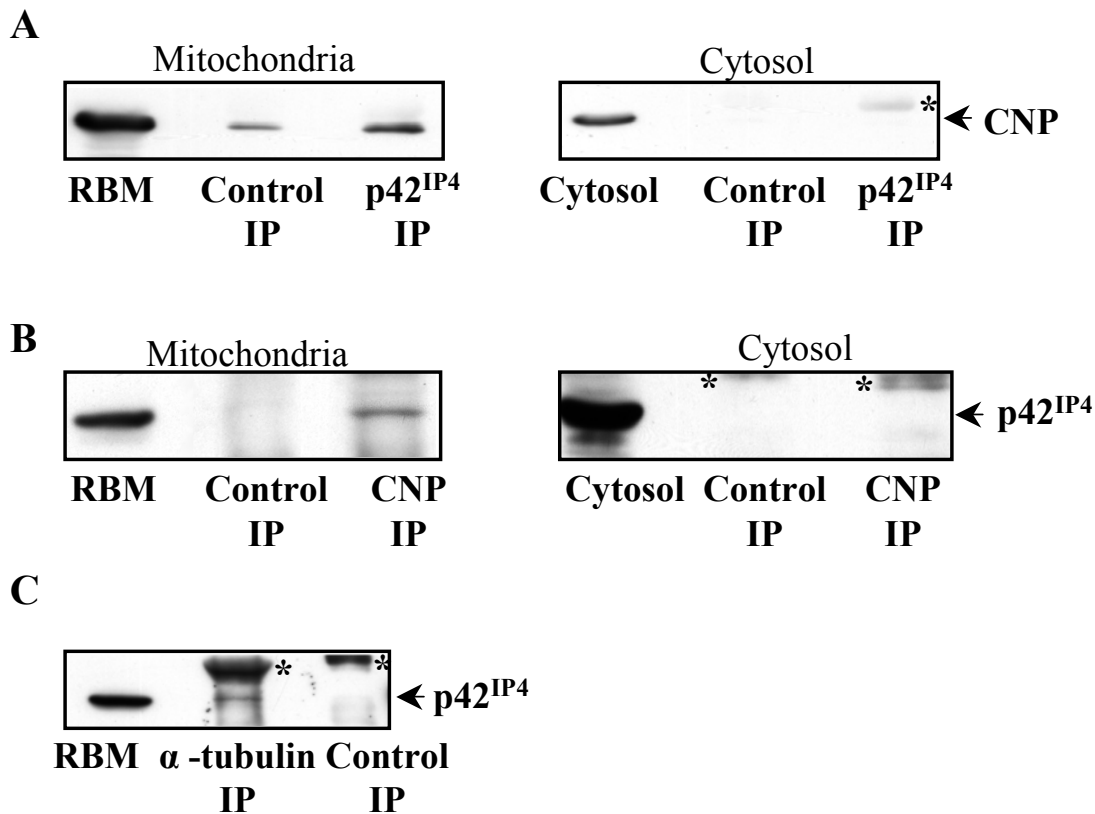 A
Mitochondria
Cytosol
*
CNP
RBM
Control
IP
p42IP4
IP
Cytosol
Control
IP
p42IP4
IP
B
Mitochondria
Cytosol
*
*
p42IP4
RBM
Control
IP
CNP
IP
Cytosol
Control
IP
CNP
IP
C
*
*
p42IP4
RBM
α -tubulin
IP
Control
IP